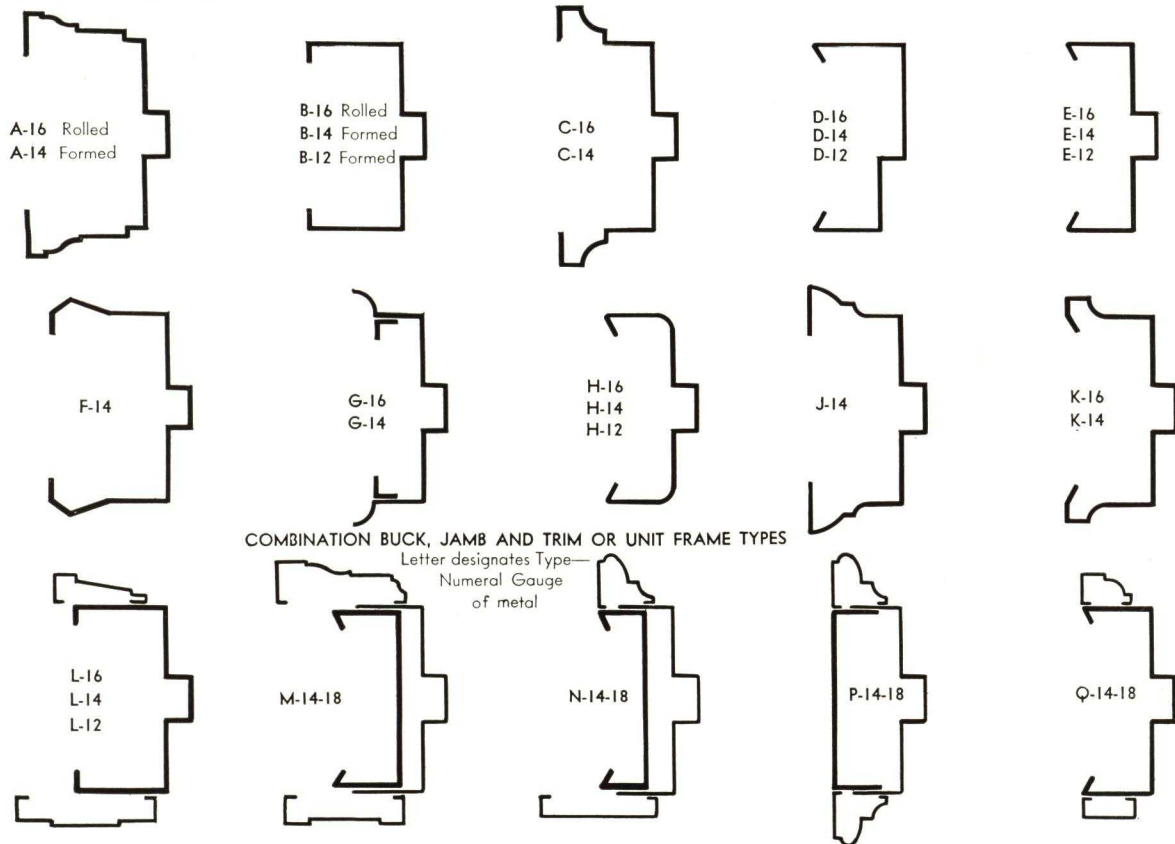 A-16 Rolled
A-14 Formed
B-16 Rolled
B-14 Formed
B-12 Formed
C-16
C-14
D-16
D-14
D-12
E-16
E-14
E-12
F-14
G-16
G-14
H-16
H-14
H-12
J-14
K-16
K-14
COMBINATION BUCK, JAMB AND TRIM OR UNIT FRAME TYPES
Letter designates Type—
Numeral Gauge
of metal
L-16
L-14
L-12
M-14-18
N-14-18
P-14-18
Q-14-18